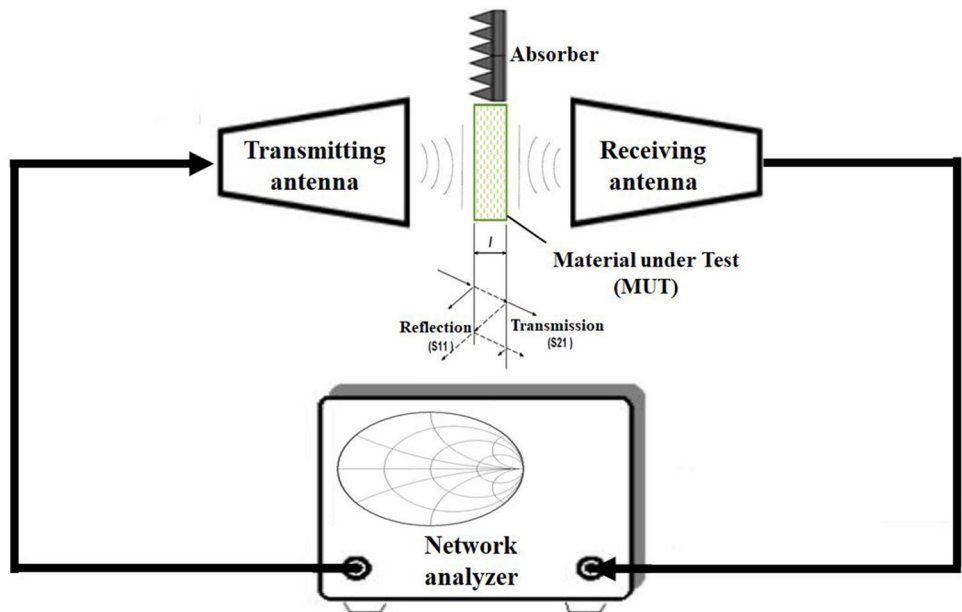 Absorber
Transmitting
antenna
Receiving
antenna
l
Material under Test
(MUT)
Reflection
(S11)
Transmission
(S21)
Network
analyzer